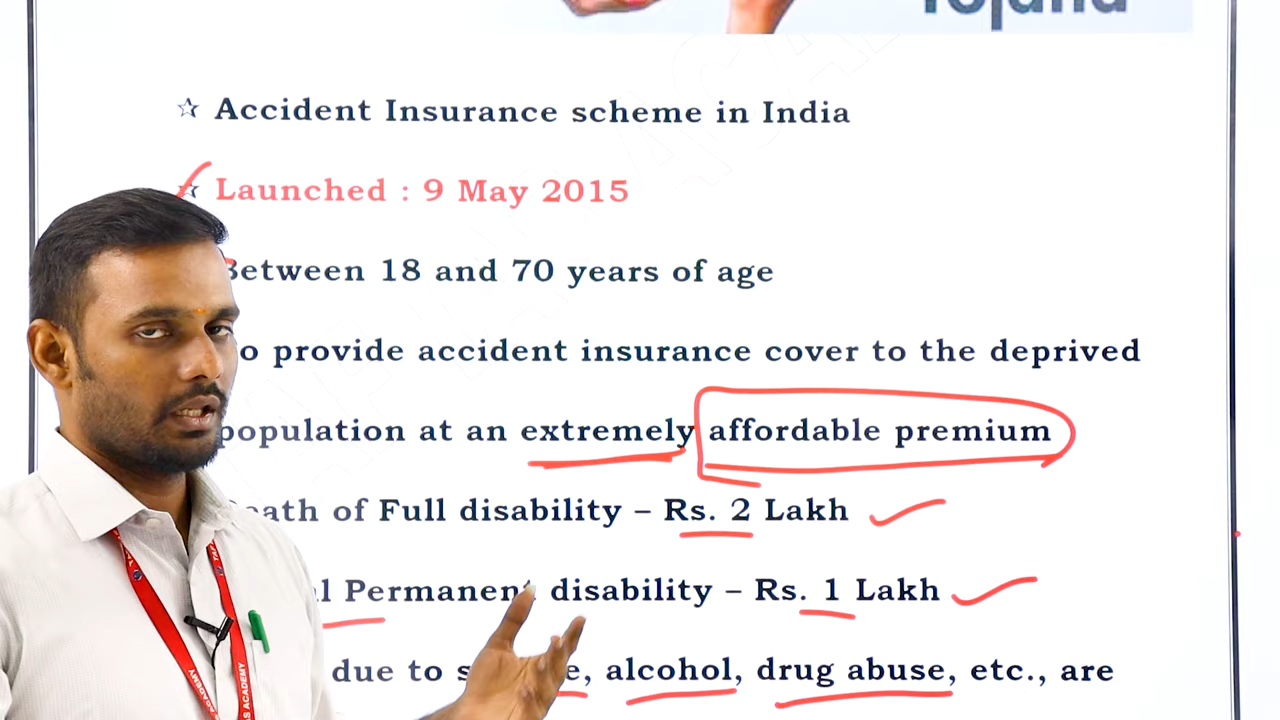 Accident Insurance scheme in India
Launched : 9 May 2015
Between 18 and 70 years of age
provide accident insurance cover to the deprived
population at an extremely affordable premium
of Full disability – Rs. 2 Lakh
Permanent disability – Rs. 1 Lakh
due to alcohol, drug abuse, etc., are